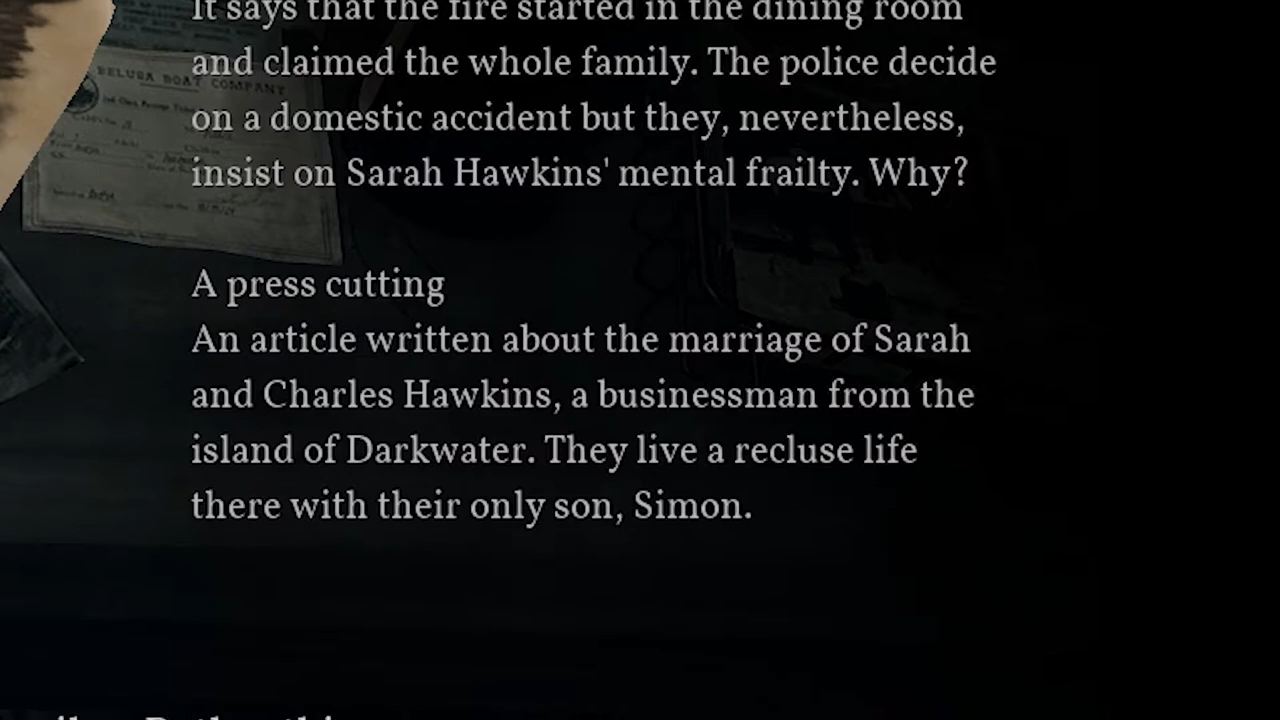 It says that the fire started in the dining room
and claimed the whole family. The police decide
on a domestic accident but they, nevertheless,
insist on Sarah Hawkins' mental frailty. Why?
A press cutting
An article written about the marriage of Sarah
and Charles Hawkins, a businessman from the
island of Darkwater. They live a recluse life
there with their only son, Simon.
BELUGA BOAT COMPANY